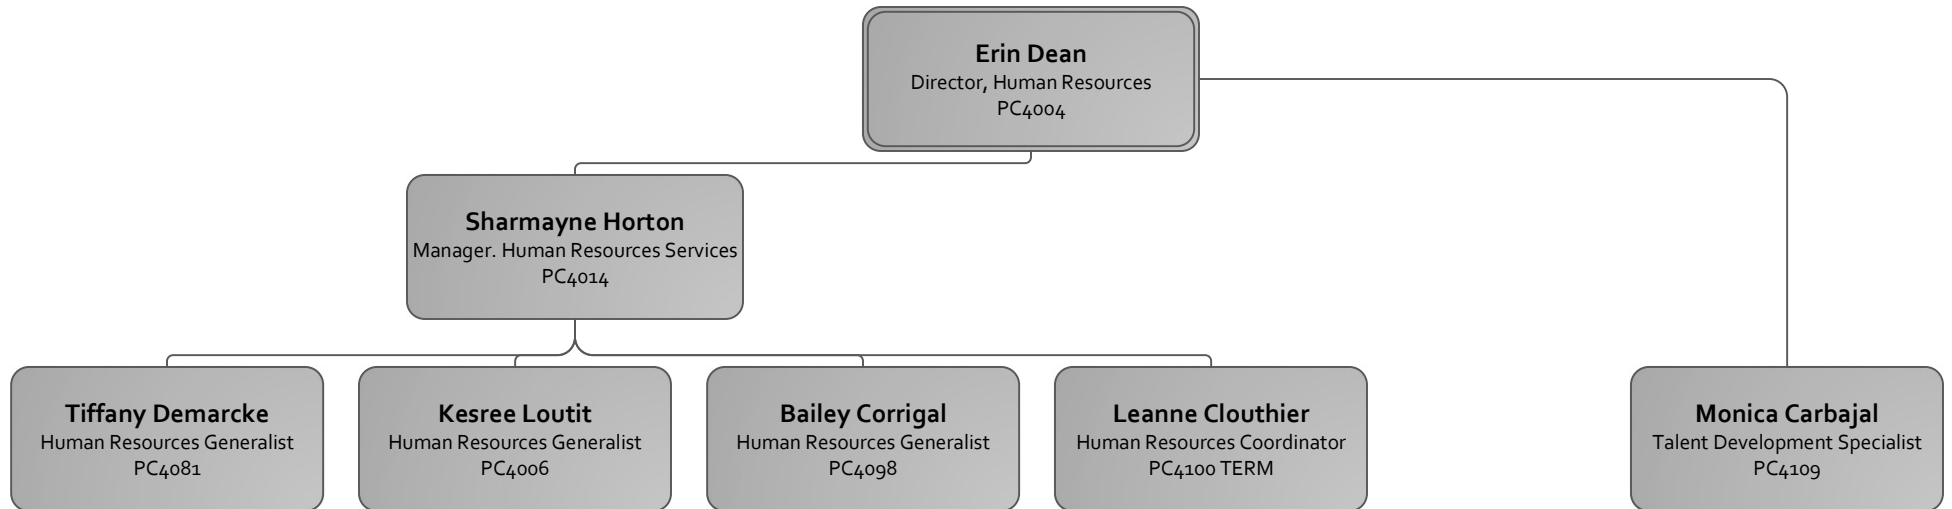 Erin Dean
Director, Human Resources
PC4004
Sharmayne Horton
Manager. Human Resources Services
PC4014
Tiffany Demarcke
Human Resources Generalist
PC4081
Kesree Loutit
Human Resources Generalist
PC4006
Bailey Corrigal
Human Resources Generalist
PC4098
Leanne Clouthier
Human Resources Coordinator
PC4100 TERM
Monica Carbajal
Talent Development Specialist
PC4109